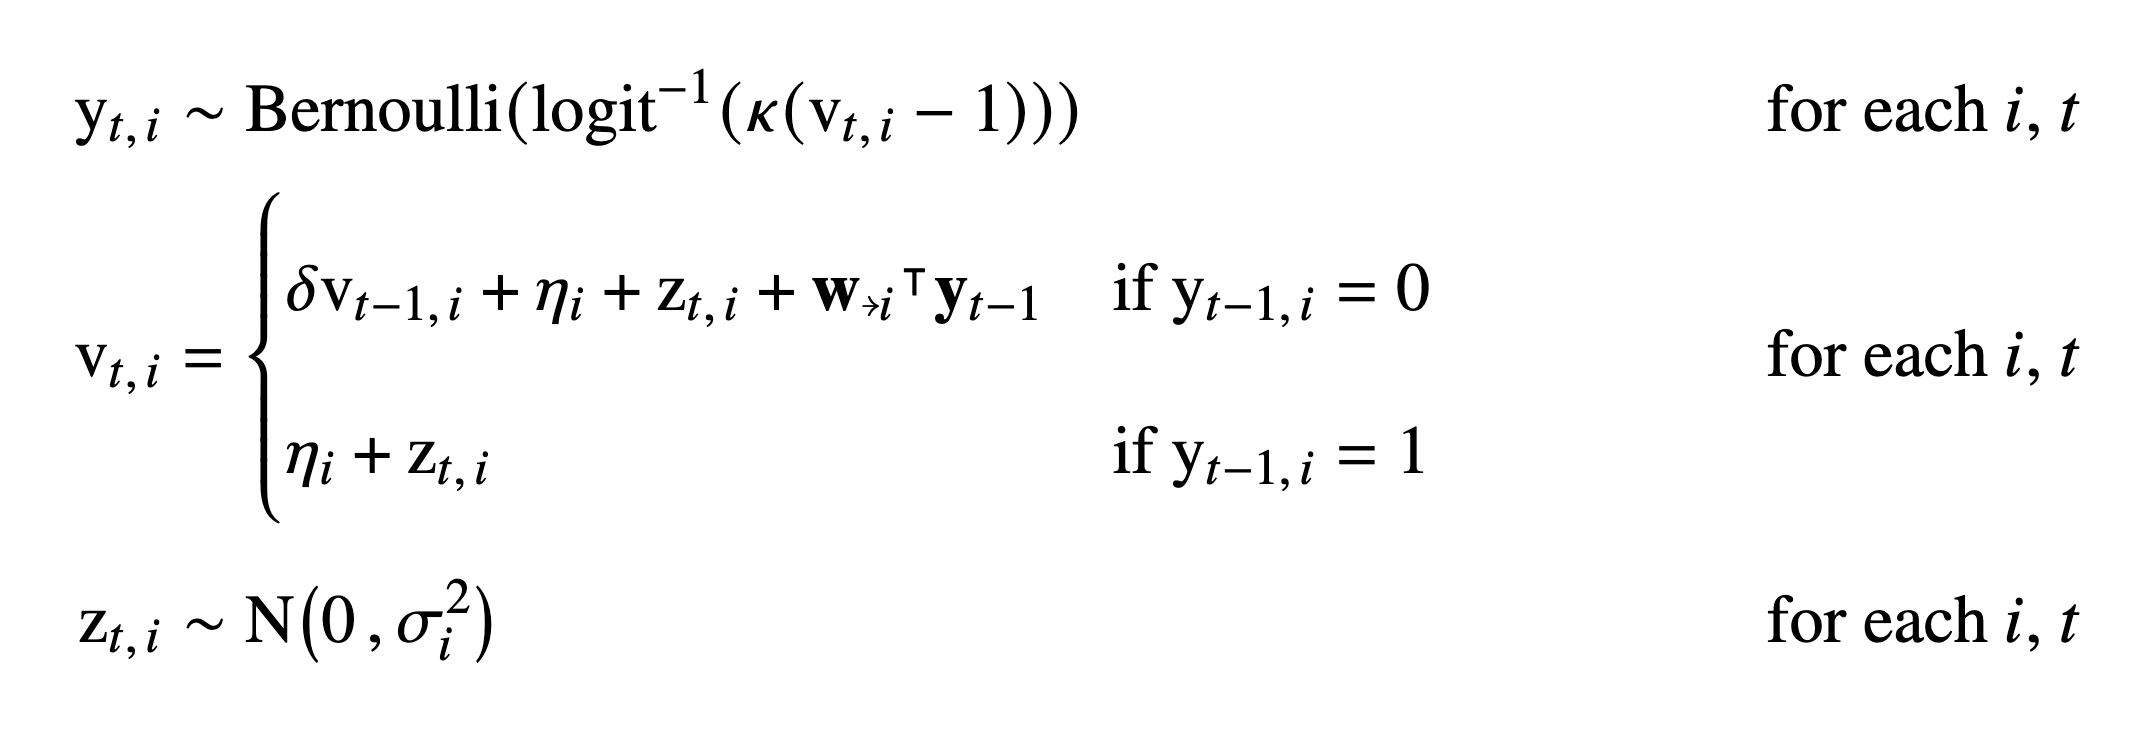 y_{t, i} ∼ Bernoulli(logit^{−1}(κ(v_{t, i} − 1))) for each i, t
v_{t, i} = { δv_{t−1, i} + η_i + z_{t, i} + 𝐰_{→i}^⊤ 𝐲_{t−1} if y_{t−1, i} = 0 for each i, t
η_i + z_{t, i} if y_{t−1, i} = 1
z_{t, i} ∼ N(0, σ_i^2) for each i, t